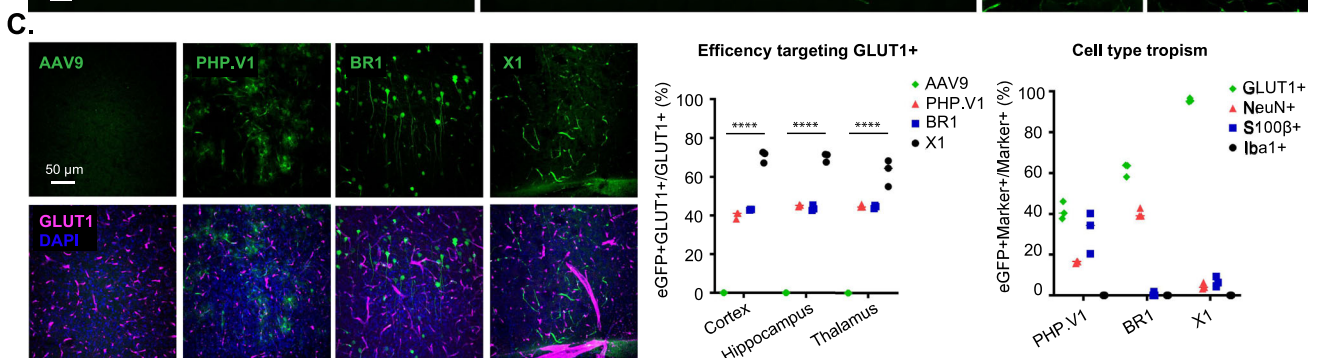 C.
AAV9
PHP.V1
BR1
X1
50 µm
GLUT1
DAPI
Efficency targeting GLUT1+
eGFP+GLUT1+/GLUT1+ (%)
100
80
60
40
20
0
****
****
****
Cortex
Hippocampus
Thalamus
AAV9
PHP.V1
BR1
X1
Cell type tropism
eGFP+Marker+/Marker+ (%)
100
80
60
40
20
0
PHP.V1
BR1
X1
GLUT1+
NeuN+
S100β+
Iba1+